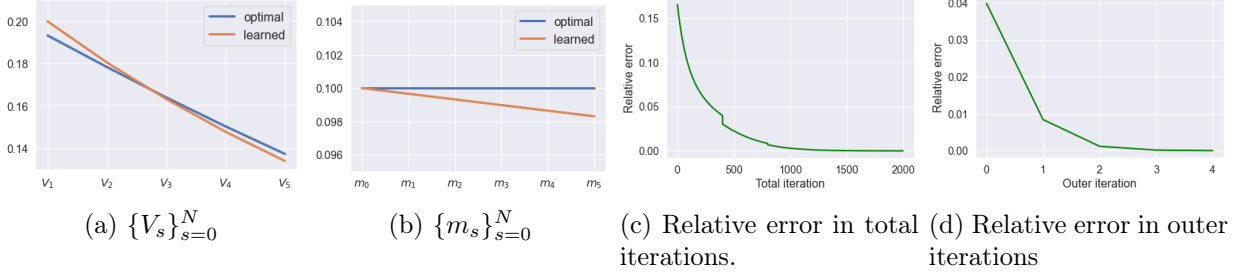 0.20
0.18
0.16
0.14
optimal
learned
V1 V2 V3 V4 V5
(a) {V_s}_{s=0}^N
0.104
0.102
0.100
0.098
0.096
optimal
learned
m0 m1 m2 m3 m4 m5
(b) {m_s}_{s=0}^N
0.15
0.10
0.05
0.00
Relative error
0 500 1000 1500 2000
Total iteration
(c) Relative error in total
iterations.
0.04
0.03
0.02
0.01
0.00
Relative error
0 1 2 3 4
Outer iteration
(d) Relative error in outer
iterations